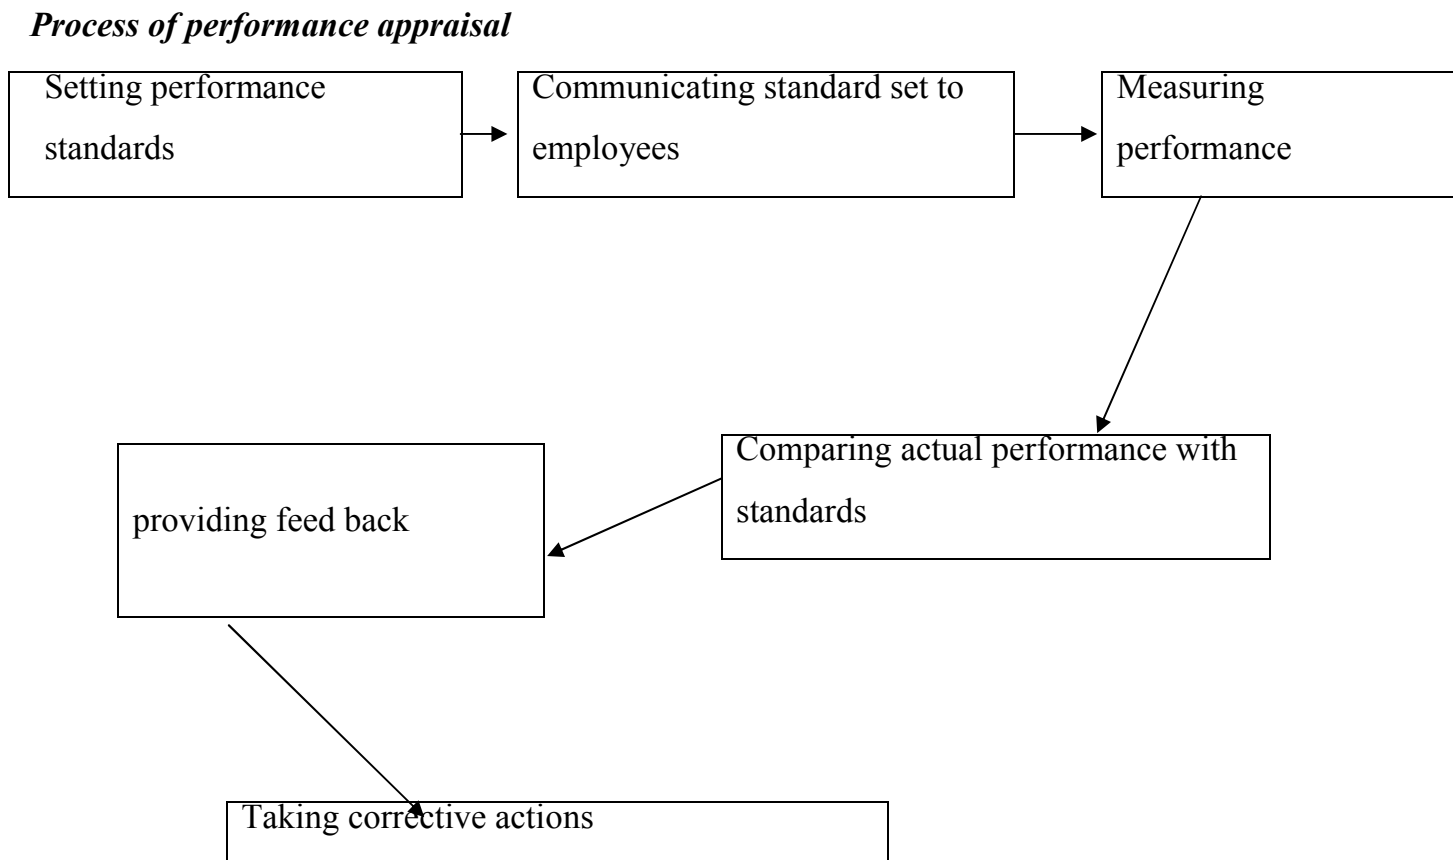 Process of performance appraisal
Setting performance
standards
Communicating standard set to
employees
Measuring
performance
Comparing actual performance with
standards
providing feed back
Taking corrective actions